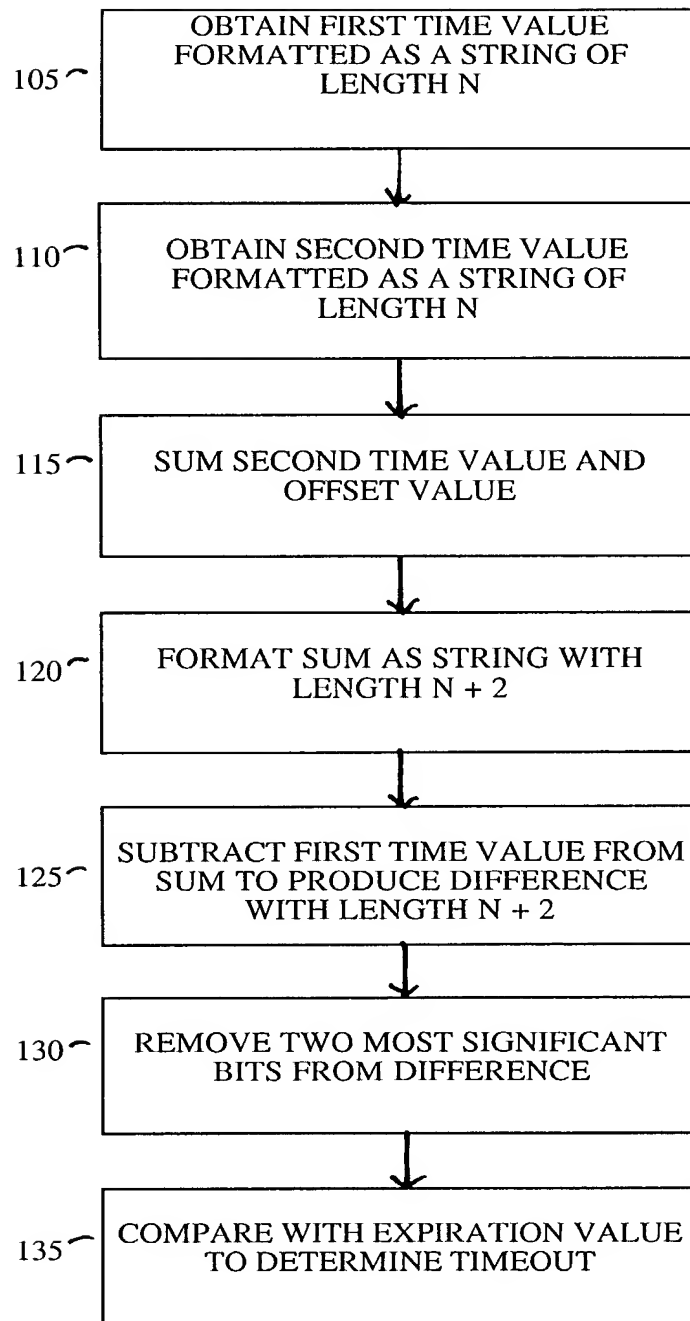 105
OBTAIN FIRST TIME VALUE
FORMATTED AS A STRING OF
LENGTH N
110
OBTAIN SECOND TIME VALUE
FORMATTED AS A STRING OF
LENGTH N
115
SUM SECOND TIME VALUE AND
OFFSET VALUE
120
FORMAT SUM AS STRING WITH
LENGTH N + 2
125
SUBTRACT FIRST TIME VALUE FROM
SUM TO PRODUCE DIFFERENCE
WITH LENGTH N + 2
130
REMOVE TWO MOST SIGNIFICANT
BITS FROM DIFFERENCE
135
COMPARE WITH EXPIRATION VALUE
TO DETERMINE TIMEOUT